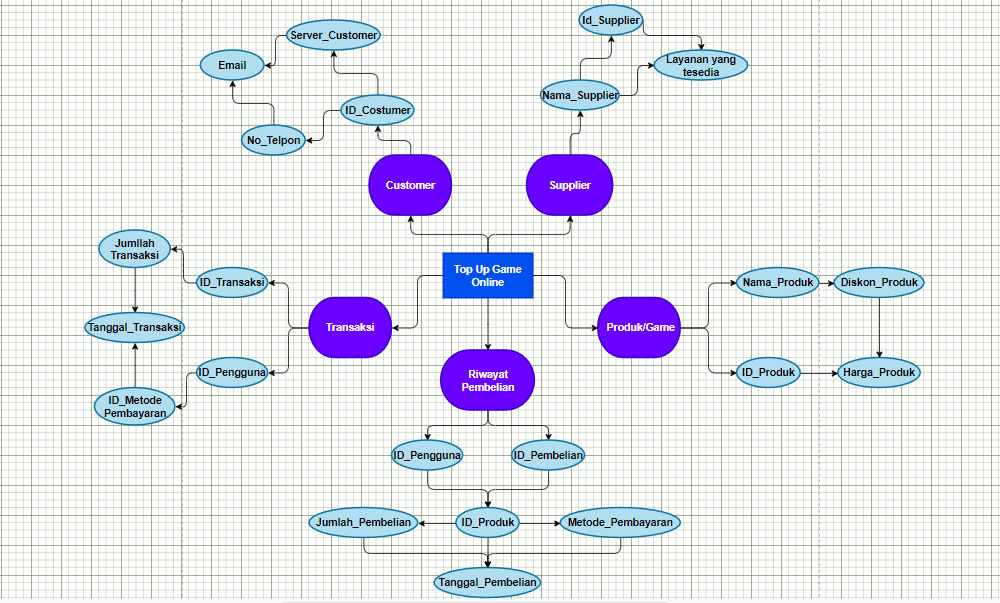 Id_Supplier
Server_Customer
Email
Layanan yang
tesedia
Nama_Supplier
ID_Costumer
No_Telpon
Customer
Supplier
Jumllah
Transaksi
Top Up Game
Online
ID_Transaksi
Nama_Produk
Diskon_Produk
Tanggal_Transaksi
Transaksi
Produk/Game
ID_Pengguna
Riwayat
Pembelian
ID_Produk
Harga_Produk
ID_Metode
Pembayaran
ID_Pengguna
ID_Pembelian
Jumlah_Pembelian
ID_Produk
Metode_Pembayaran
Tanggal_Pembelian